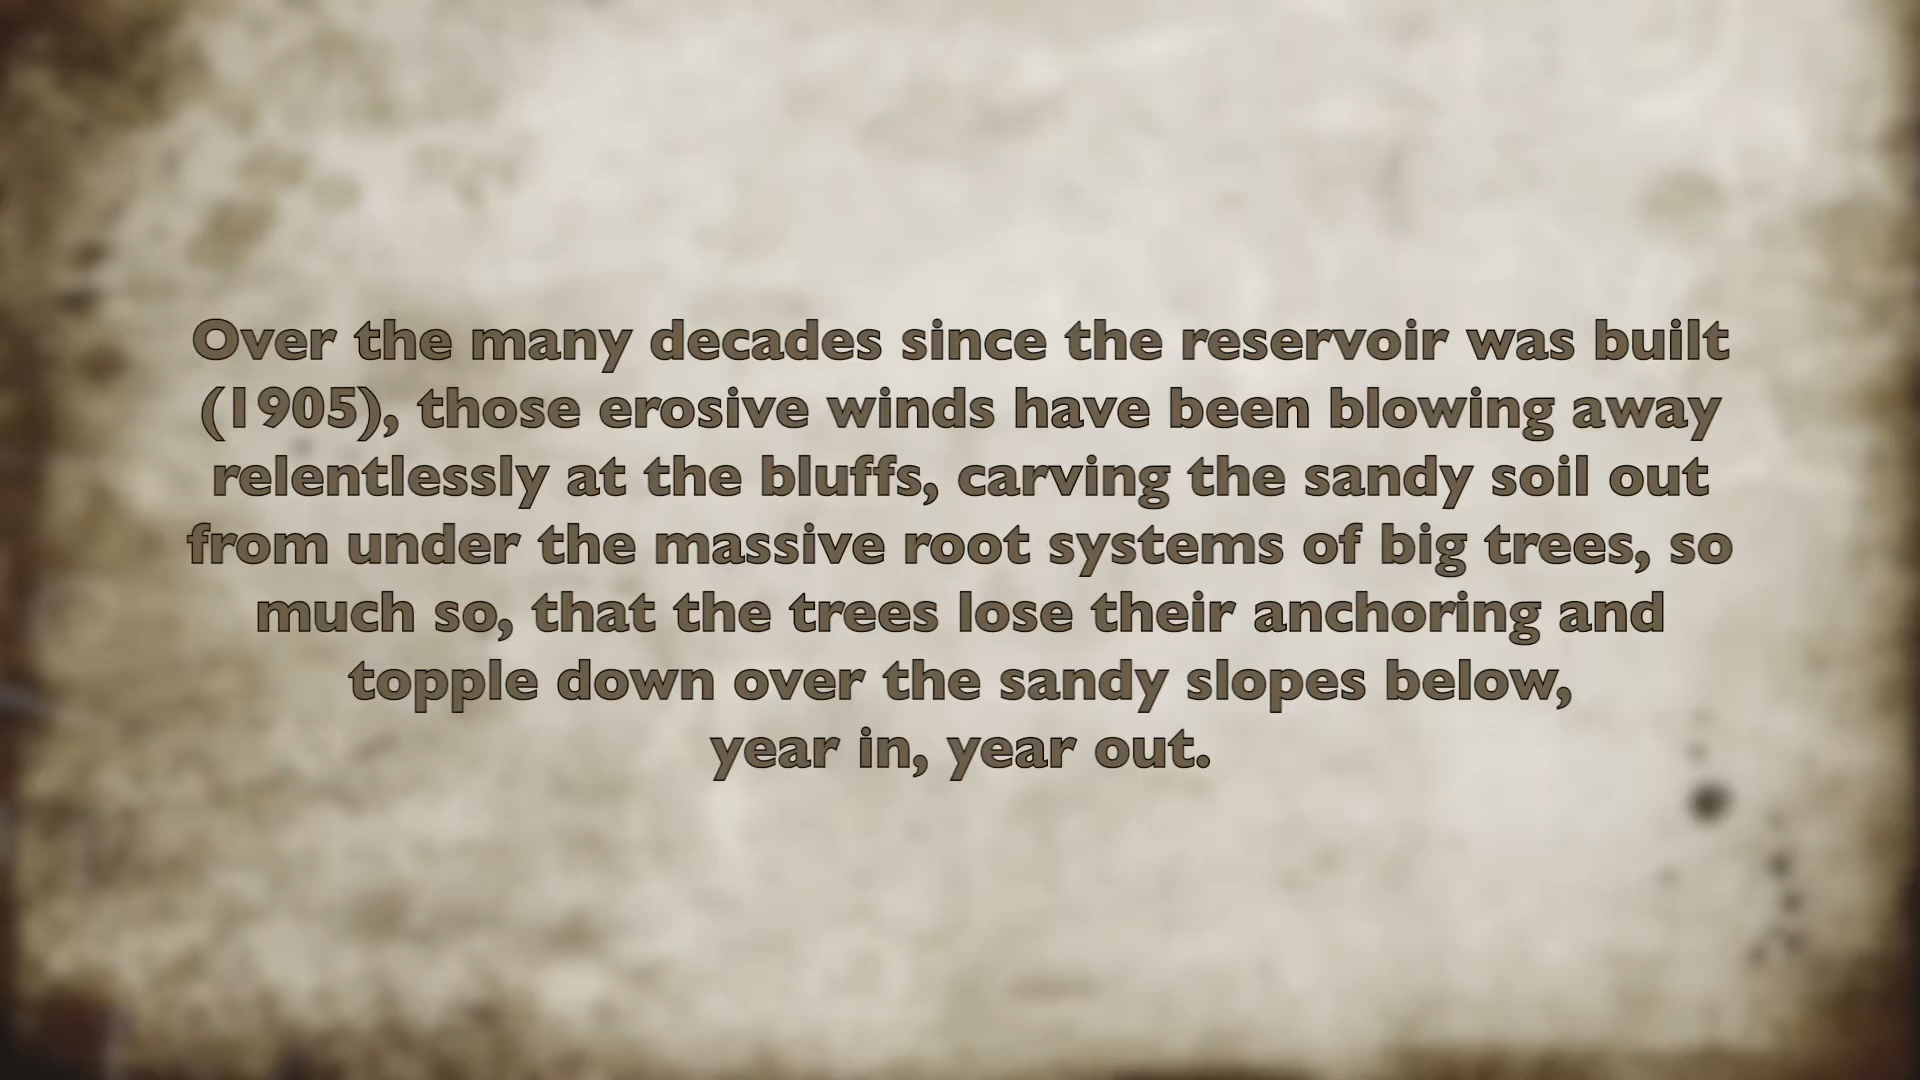 Over the many decades since the reservoir was built
(1905), those erosive winds have been blowing away
relentlessly at the bluffs, carving the sandy soil out
from under the massive root systems of big trees, so
much so, that the trees lose their anchoring and
topple down over the sandy slopes below,
year in, year out.